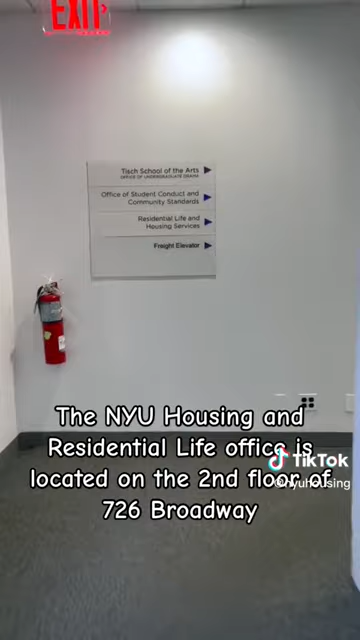 EXIT
Tisch School of the Arts
OFFICE OF UNDERGRADUATE DRAMA
Office of Student Conduct and
Community Standards
Residential Life and
Housing Services
Freight Elevator
The NYU Housing and
Residential Life office is
located on the 2nd floor of
726 Broadway
TikTok
@nyuhousing